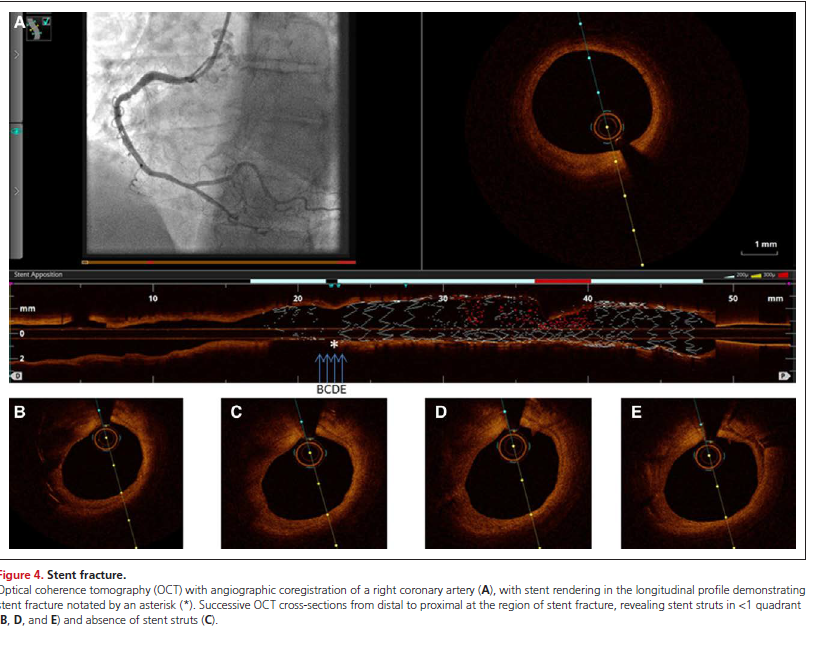 A
1 mm
Stent Apposition
200µ 300µ
10 20 30 40 50 mm
mm
0
2
*
D P
BCDE
B C D E
Figure 4. Stent fracture.
Optical coherence tomography (OCT) with angiographic coregistration of a right coronary artery (A), with stent rendering in the longitudinal profile demonstrating
stent fracture notated by an asterisk (*). Successive OCT cross-sections from distal to proximal at the region of stent fracture, revealing stent struts in <1 quadrant
B, D, and E) and absence of stent struts (C).